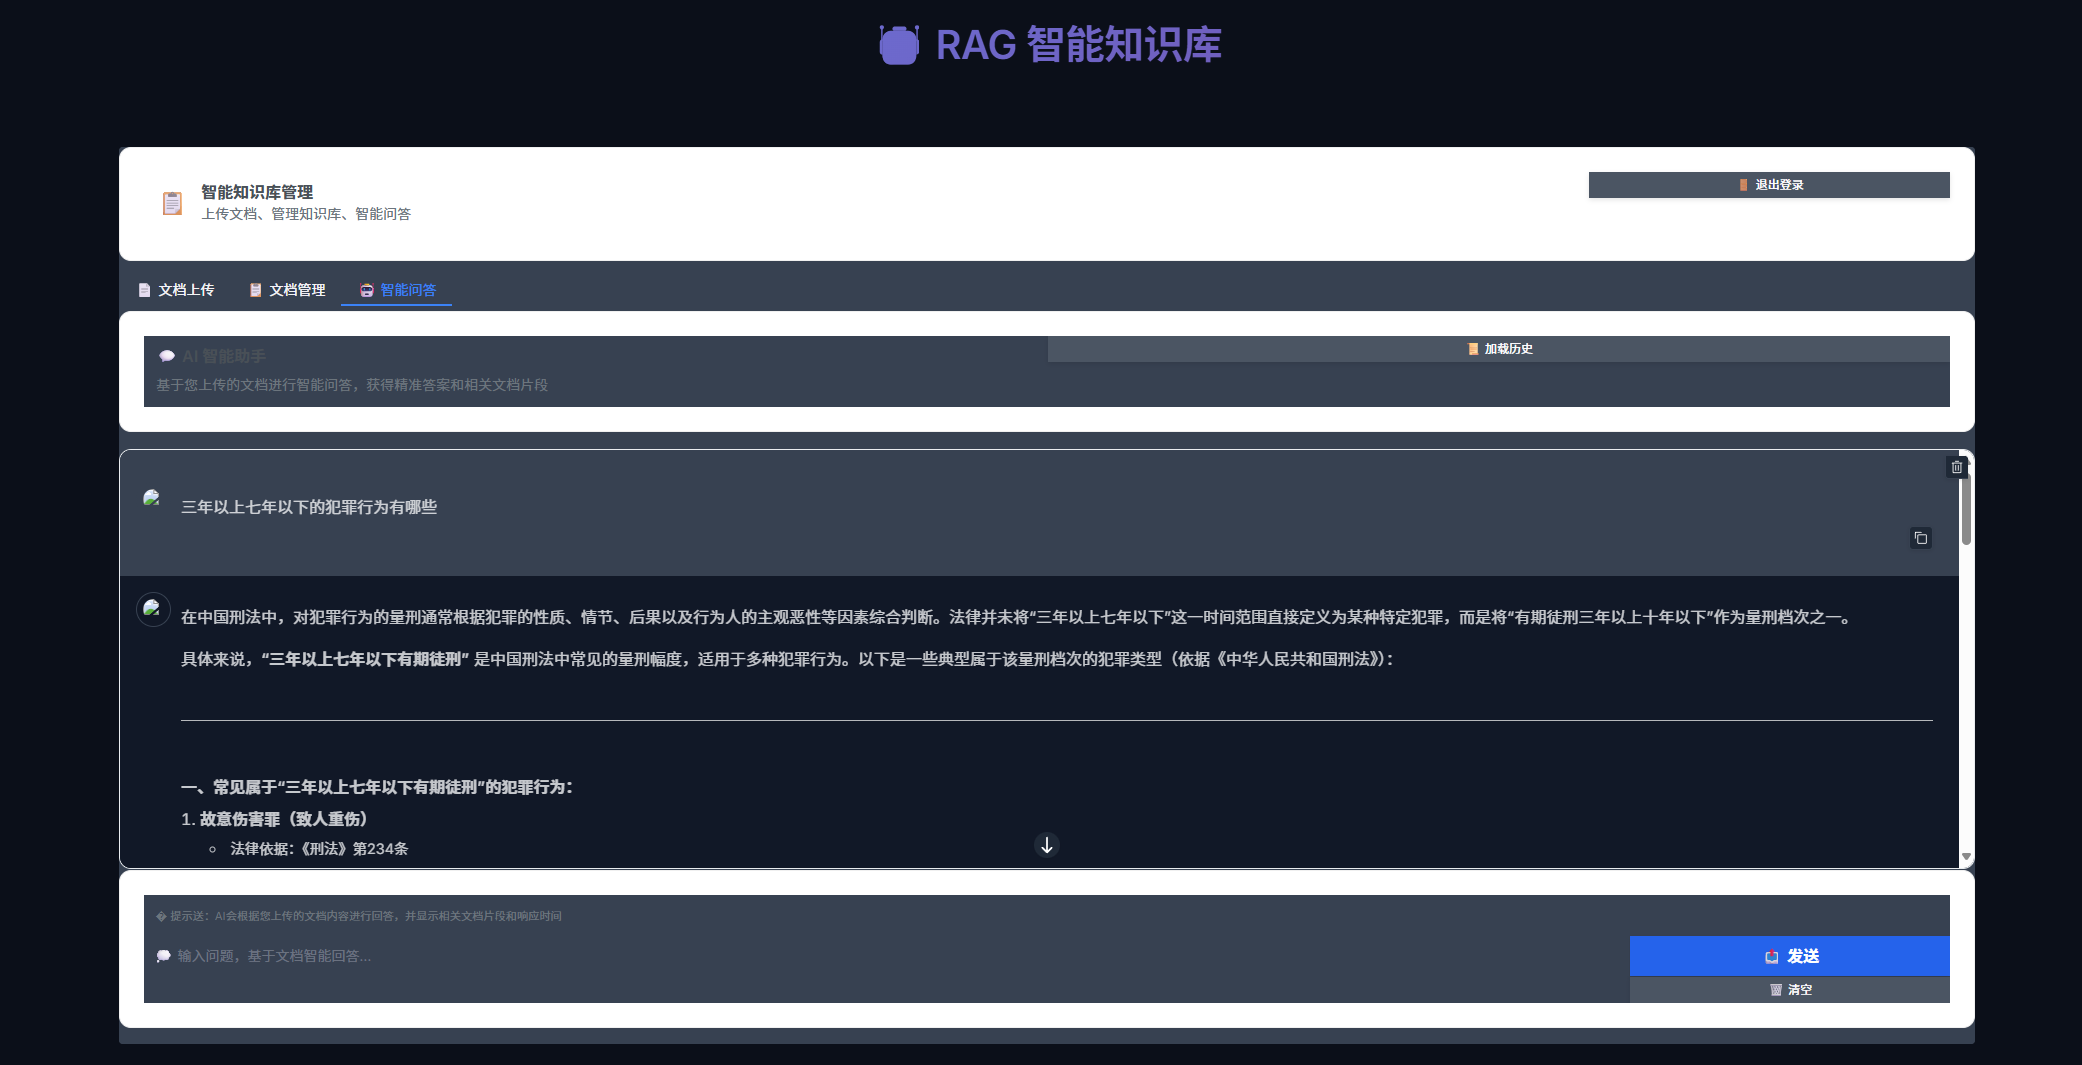 RAG 智能知识库
智能知识库管理
上传文档、管理知识库、智能问答
退出登录
文档上传
文档管理
智能问答
AI 智能助手
基于您上传的文档进行智能问答，获得精准答案和相关文档片段
加载历史
三年以上七年以下的犯罪行为有哪些
在中国刑法中，对犯罪行为的量刑通常根据犯罪的性质、情节、后果以及行为人的主观恶性等因素综合判断。法律并未将“三年以上七年以下”这一时间范围直接定义为某种特定犯罪，而是将“有期徒刑三年以上十年以下”作为量刑档次之一。
具体来说，“三年以上七年以下有期徒刑” 是中国刑法中常见的量刑幅度，适用于多种犯罪行为。以下是一些典型属于该量刑档次的犯罪类型（依据《中华人民共和国刑法》）：
一、常见属于“三年以上七年以下有期徒刑”的犯罪行为：
1. 故意伤害罪（致人重伤）
法律依据：《刑法》第234条
� 提示送：AI会根据您上传的文档内容进行回答，并显示相关文档片段和响应时间
输入问题，基于文档智能回答...
发送
清空